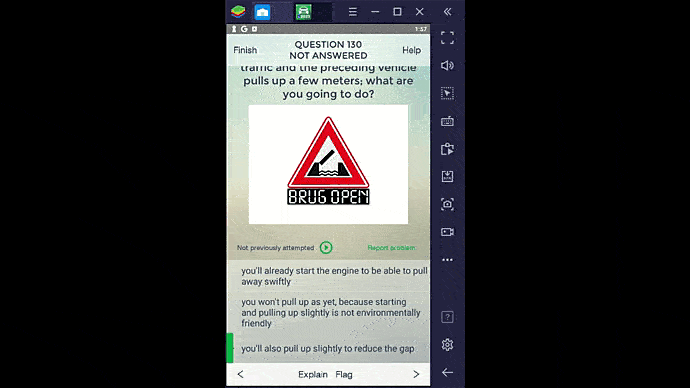 1:57
Finish
QUESTION 130
NOT ANSWERED
Help
traffic and the preceding vehicle
pulls up a few meters; what are
you going to do?
BRUG OPEN
Not previously attempted
Report problem
you'll already start the engine to be able to pull
away swiftly
you won't pull up as yet, because starting
and pulling up slightly is not environmentally
friendly
you'll also pull up slightly to reduce the gap
Explain Flag